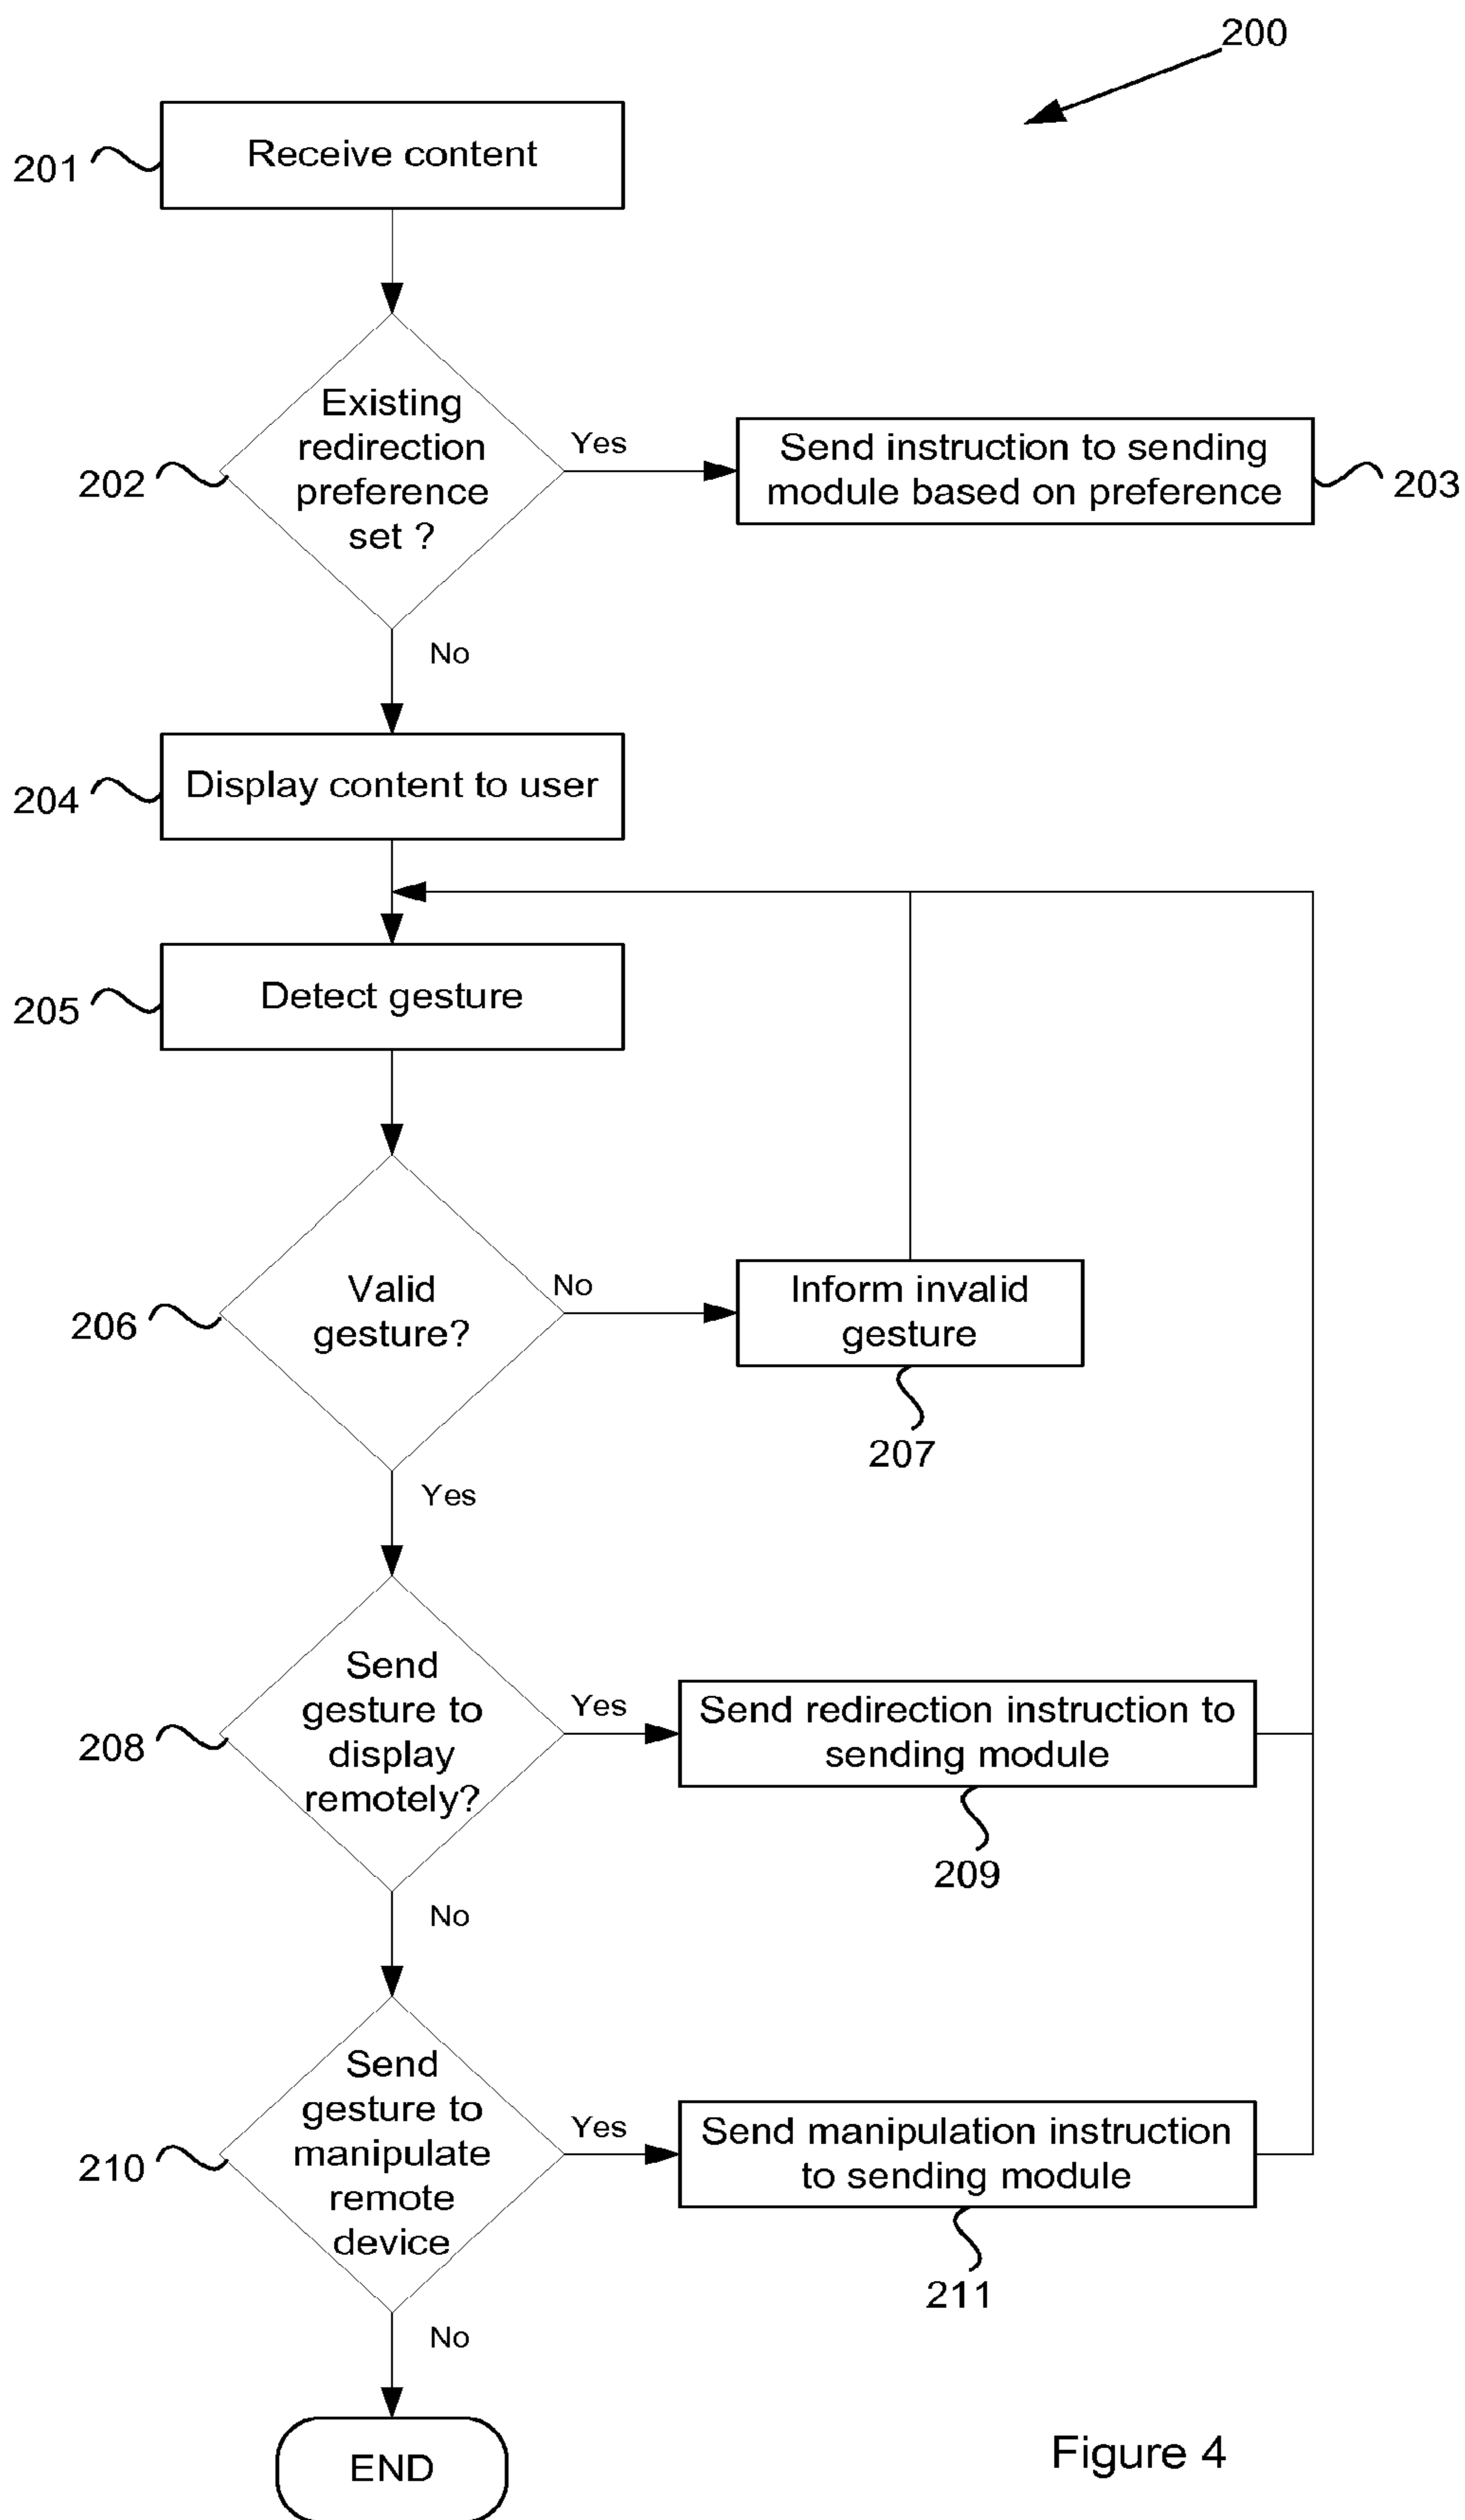 200
201
Receive content
Existing
redirection
preference
set ?
202
Yes
Send instruction to sending
module based on preference
203
No
204
Display content to user
205
Detect gesture
206
Valid
gesture?
No
Inform invalid
gesture
207
Yes
208
Send
gesture to
display
remotely?
Yes
Send redirection instruction to
sending module
209
No
210
Send
gesture to
manipulate
remote
device
Yes
Send manipulation instruction
to sending module
211
No
END
Figure 4